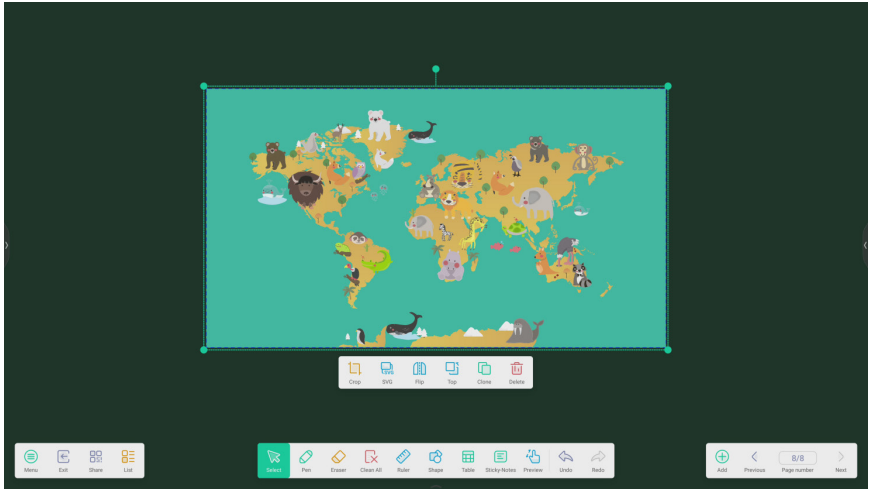 Crop SVG Flip Top Clone Delete
Menu Exit Share List Select Pen Eraser Clean All Ruler Shape Table Sticky-Notes Preview Undo Redo Add Previous 8/8 Page number Next